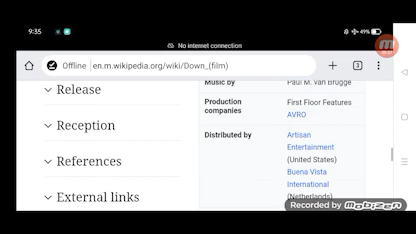 9:35
49%
No internet connection
Offline en.m.wikipedia.org/wiki/Down_(film)
3
Release
Reception
References
External links
Music by Paul M. van Brugge
Production companies
First Floor Features
AVRO
Distributed by
Artisan
Entertainment
(United States)
Buena Vista
International
(Netherlands)
Recorded by MOBIZEN